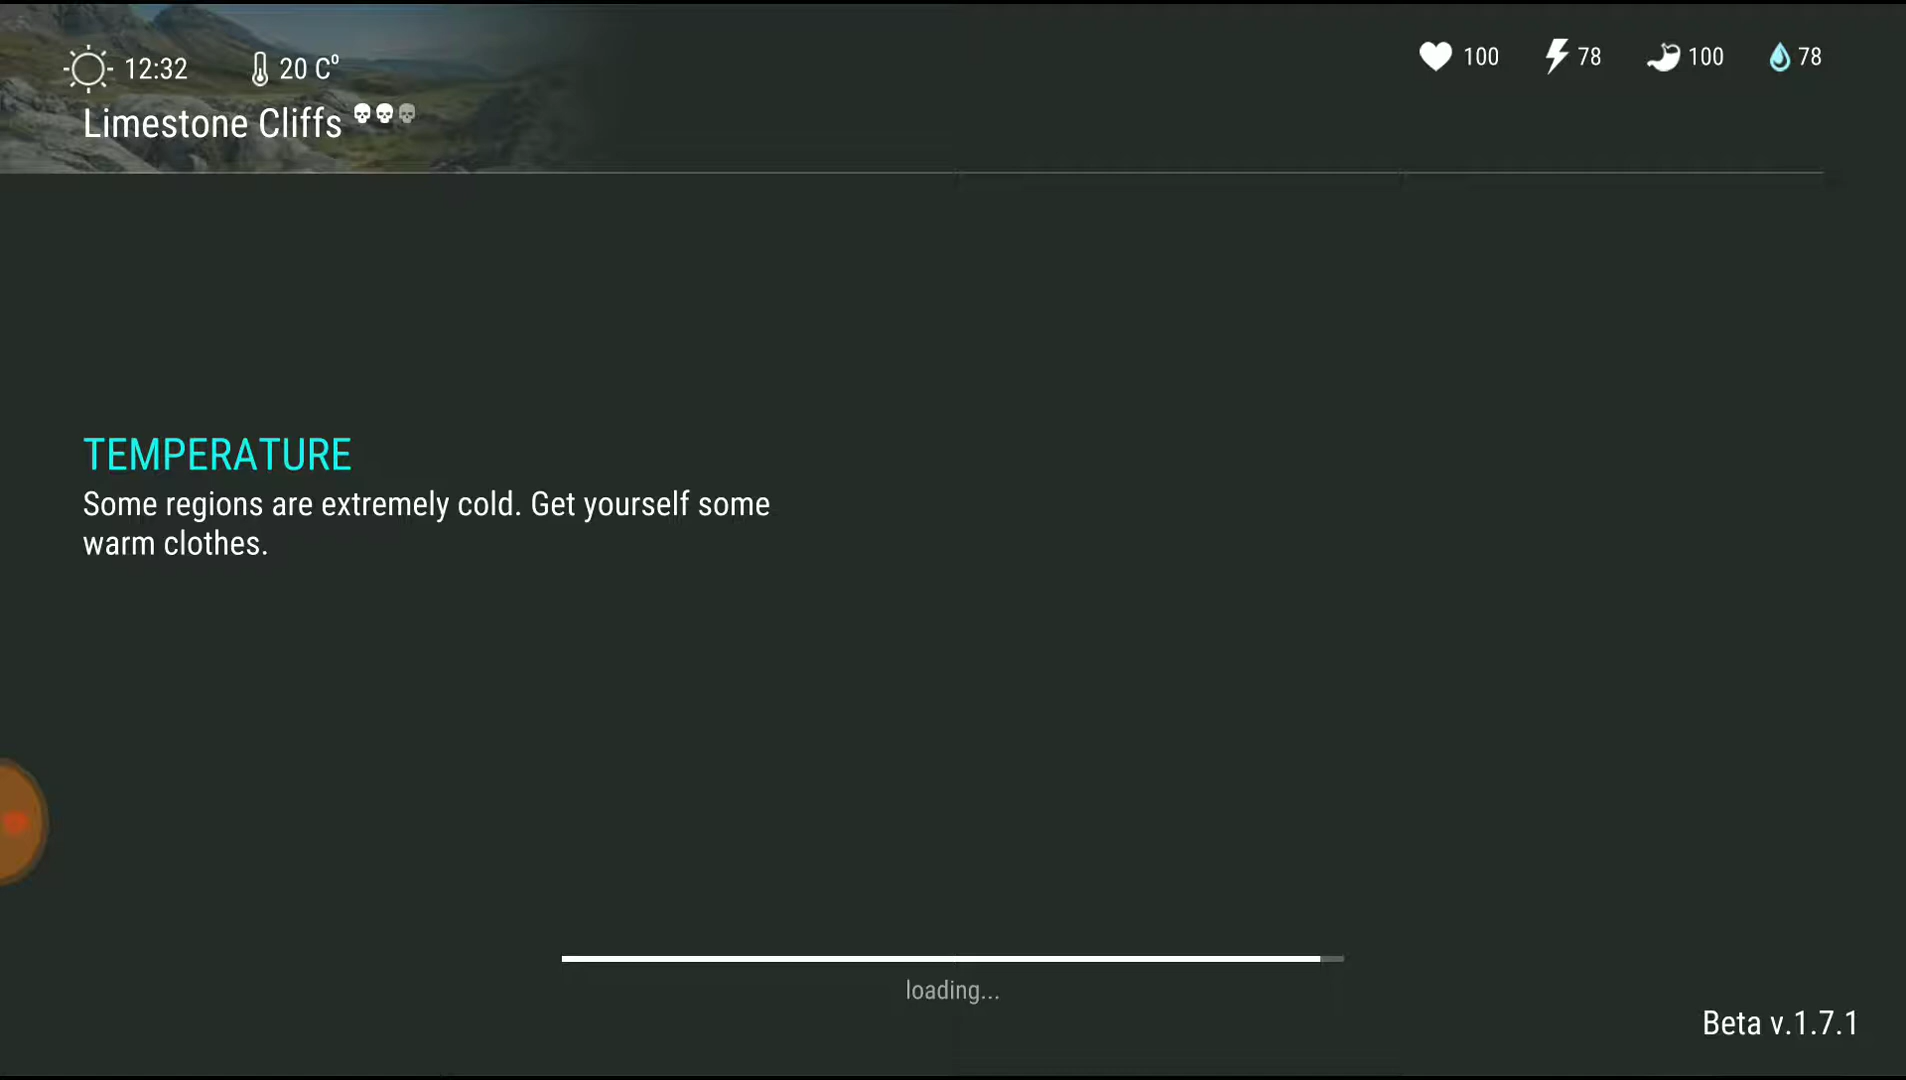 12:32 20 C°
100 78 100 78
Limestone Cliffs
TEMPERATURE
Some regions are extremely cold. Get yourself some
warm clothes.
loading...
Beta v.1.7.1